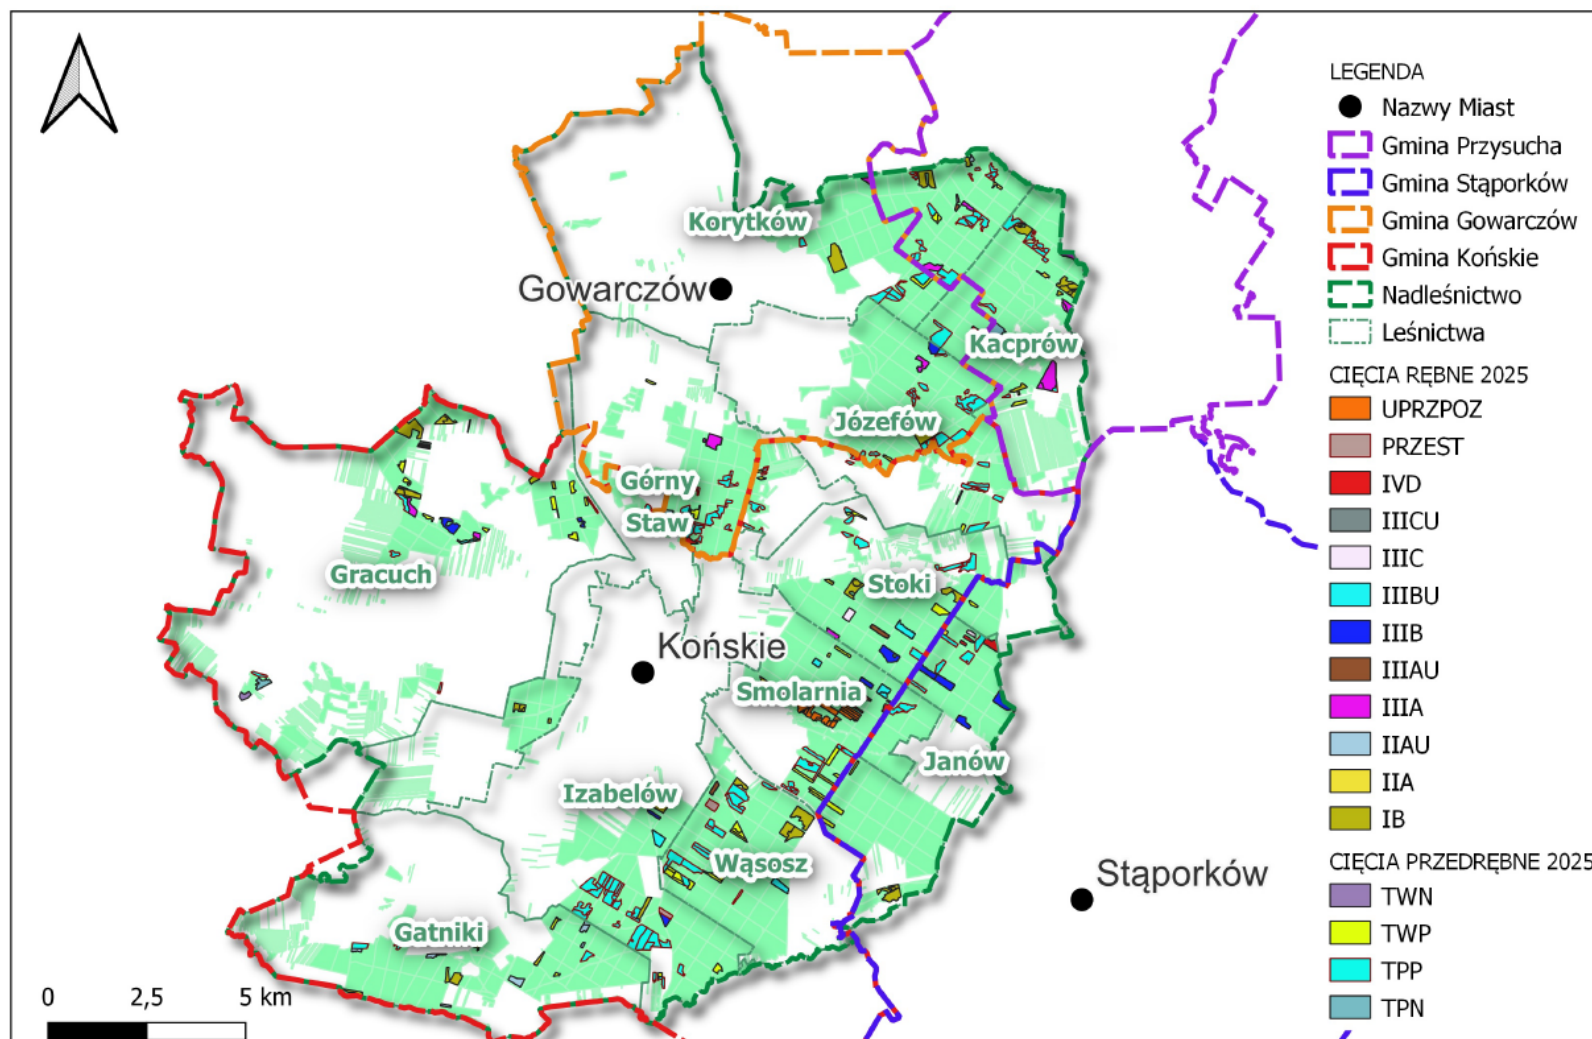 LEGENDA
Nazwy Miast
Gmina Przysucha
Gmina Stąporków
Gmina Gowarczów
Gmina Końskie
Nadleśnictwo
Leśnictwa
CIĘCIA RĘBNE 2025
UPRZPOZ
PRZEST
IVD
IIICU
IIIC
IIIBU
IIIB
IIIAU
IIIA
IIAU
IIA
IB
CIĘCIA PRZEDRĘBNE 2025
TWN
TWP
TPP
TPN
Korytków
Gowarczów
Kacprów
Józefów
Górny
Staw
Gracuch
Stoki
Końskie
Smolarnia
Janów
Izabelów
Wąsosz
Stąporków
Gatniki
0 2,5 5 km